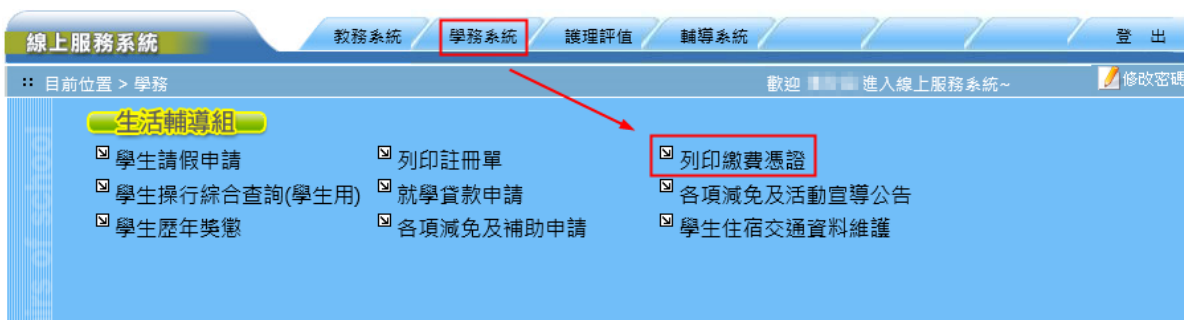 線上服務系統 教務系統 學務系統 護理評值 輔導系統 登 出
目前位置 > 學務 歡迎 進入線上服務系統~ 修改密碼
生活輔導組
學生請假申請 列印註冊單 列印繳費憑證
學生操行綜合查詢(學生用) 就學貸款申請 各項減免及活動宣導公告
學生歷年獎懲 各項減免及補助申請 學生住宿交通資料維護